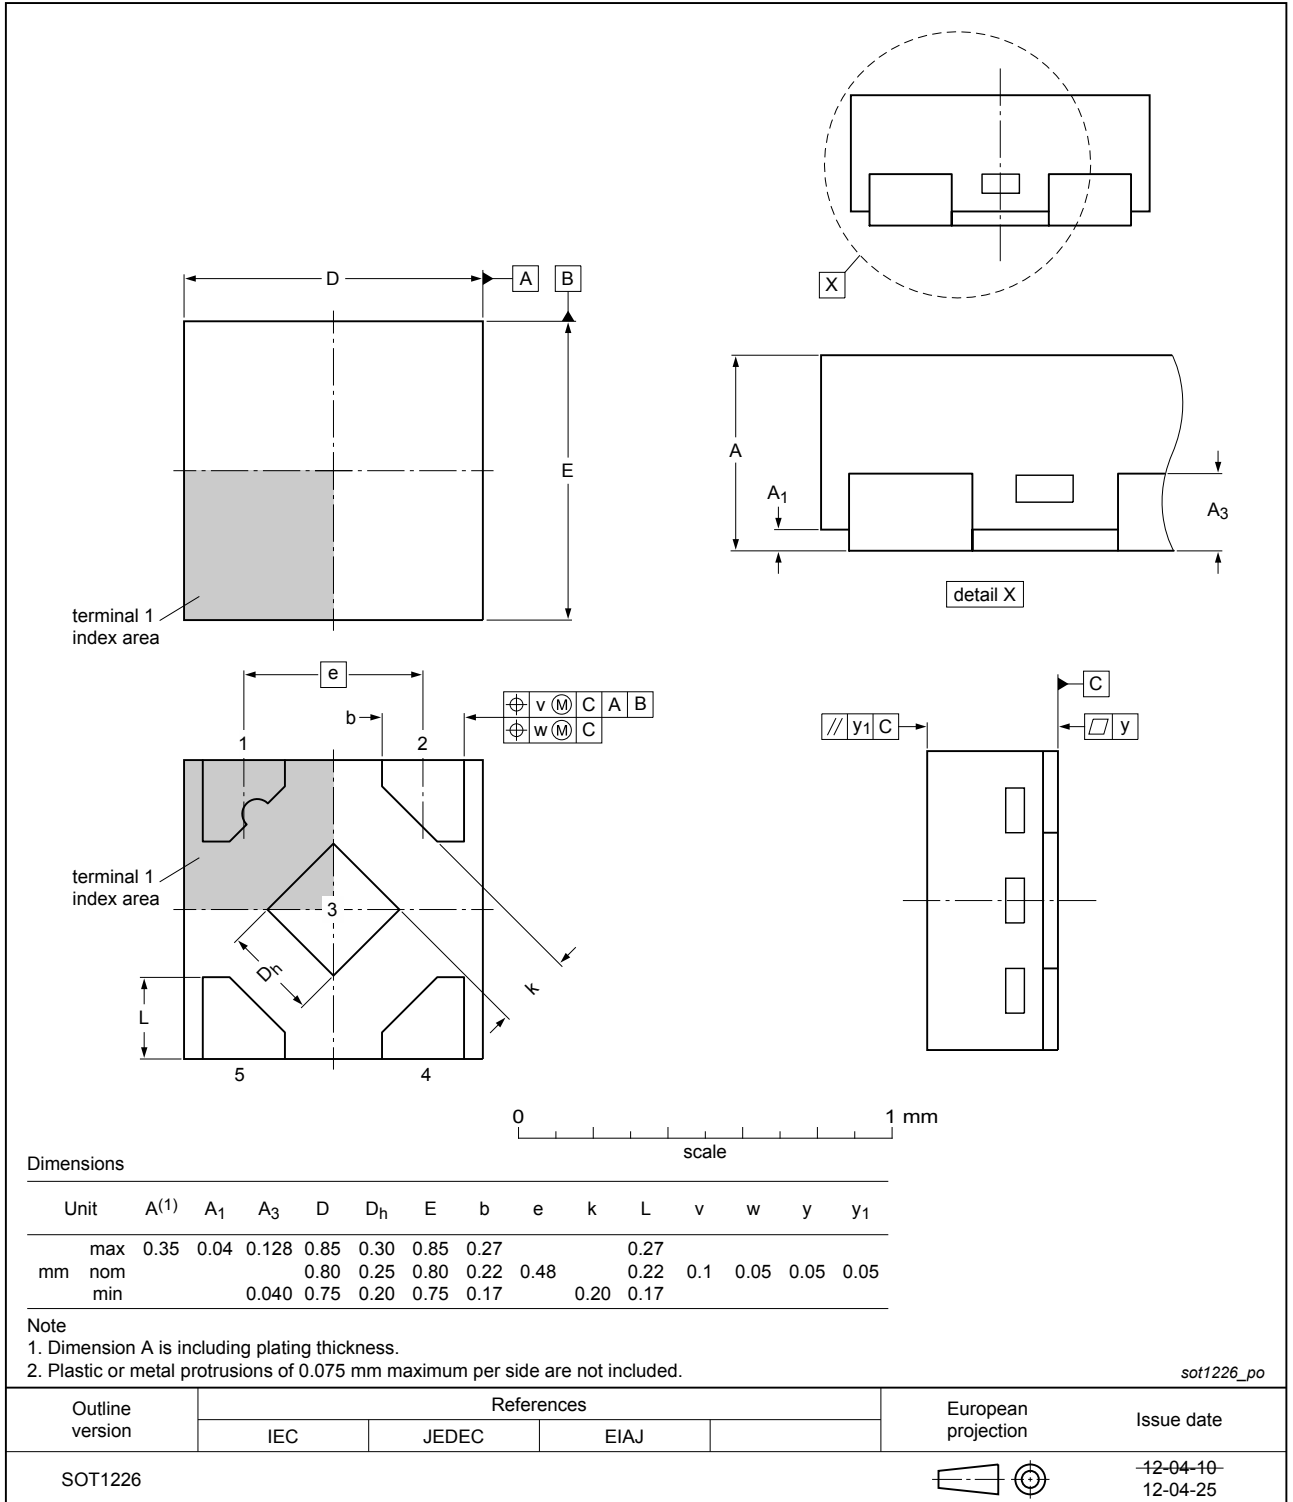 X
D
A
B
E
terminal 1
index area
A
A1
A3
detail X
e
b
v M C A B
w M C
1
2
terminal 1
index area
3
Dh
k
L
5
4
C
// y1 C
y
0
1 mm
scale
Dimensions
Unit A(1) A1 A3 D Dh E b e k L v w y y1
max 0.35 0.04 0.128 0.85 0.30 0.85 0.27 0.27
mm nom 0.80 0.25 0.80 0.22 0.48 0.22 0.1 0.05 0.05 0.05
min 0.040 0.75 0.20 0.75 0.17 0.20 0.17
Note
1. Dimension A is including plating thickness.
2. Plastic or metal protrusions of 0.075 mm maximum per side are not included.
sot1226_po
Outline
version
References
IEC JEDEC EIAJ
European
projection
Issue date
SOT1226
12-04-10
12-04-25